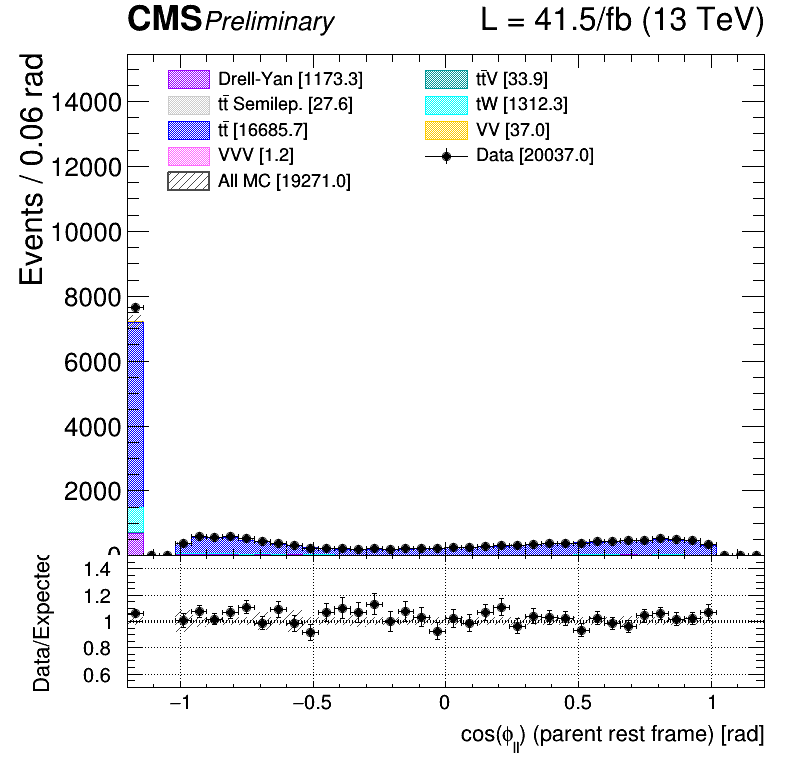 CMS Preliminary L = 41.5/fb (13 TeV)
Events / 0.06 rad
Drell-Yan [1173.3]
tt̄ Semilep. [27.6]
tt̄ [16685.7]
VVV [1.2]
All MC [19271.0]
tt̄V [33.9]
tW [1312.3]
VV [37.0]
Data [20037.0]
14000
12000
10000
8000
6000
4000
2000
0
Data/Expected
1.4
1.2
1
0.8
0.6
−1 −0.5 0 0.5 1
cos(ϕ_ll) (parent rest frame) [rad]